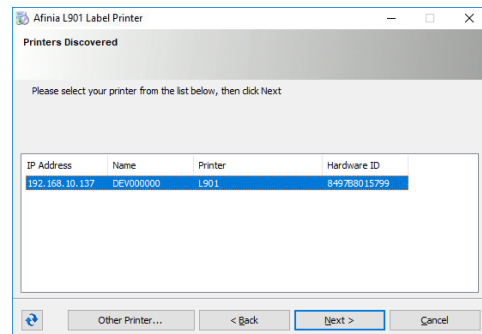 Afinia L901 Label Printer
Printers Discovered
Please select your printer from the list below, then click Next
IP Address Name Printer Hardware ID
192.168.10.137 DEV000000 L901 8497B8015799
Other Printer... < Back Next > Cancel